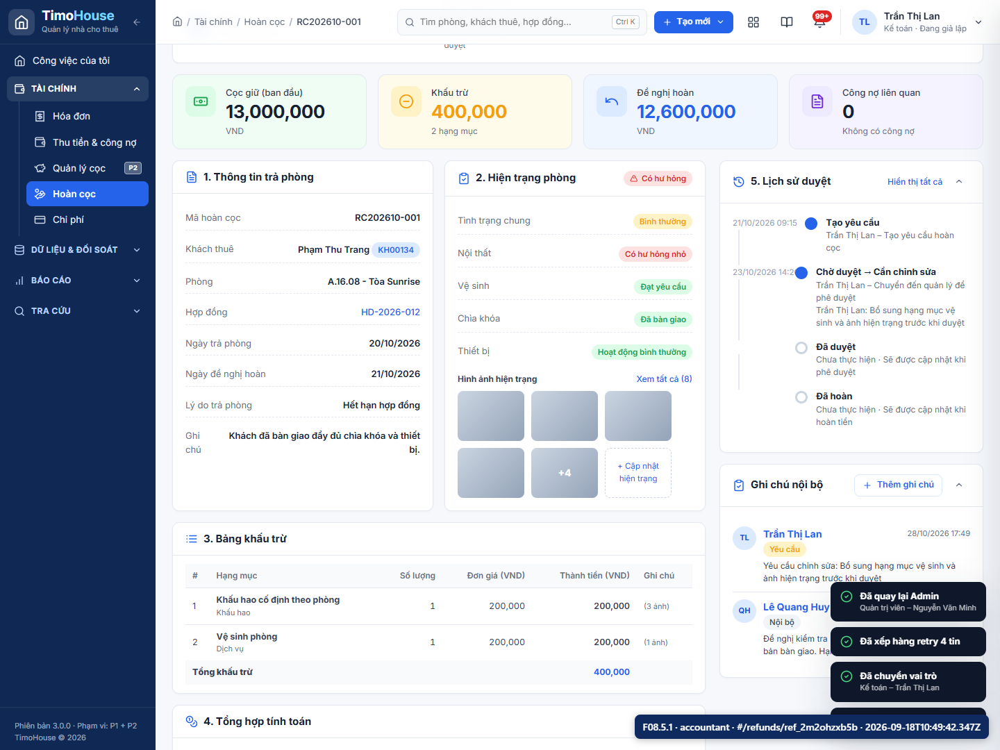 TimoHouse
Quản lý nhà cho thuê
Công việc của tôi
TÀI CHÍNH
Hóa đơn
Thu tiền & công nợ
Quản lý cọc
P2
Hoàn cọc
Chi phí
DỮ LIỆU & ĐỐI SOÁT
BÁO CÁO
TRA CỨU
Phiên bản 3.0.0 · Phạm vi: P1 + P2
TimoHouse © 2026
/ Tài chính / Hoàn cọc / RC202610-001
Tìm phòng, khách thuê, hợp đồng...
Ctrl K
Tạo mới
99+
TL
Trần Thị Lan
Kế toán · Đang giả lập
duyệt
Cọc giữ (ban đầu)
13,000,000
VND
Khấu trừ
400,000
2 hạng mục
Đề nghị hoàn
12,600,000
VND
Công nợ liên quan
0
Không có công nợ
1. Thông tin trả phòng
Mã hoàn cọc
RC202610-001
Khách thuê
Phạm Thu Trang KH00134
Phòng
A.16.08 - Tòa Sunrise
Hợp đồng
HD-2026-012
Ngày trả phòng
20/10/2026
Ngày đề nghị hoàn
21/10/2026
Lý do trả phòng
Hết hạn hợp đồng
Ghi chú
Khách đã bàn giao đầy đủ chìa khóa và thiết bị.
2. Hiện trạng phòng
Có hư hỏng
Tình trạng chung
Bình thường
Nội thất
Có hư hỏng nhỏ
Vệ sinh
Đạt yêu cầu
Chìa khóa
Đã bàn giao
Thiết bị
Hoạt động bình thường
Hình ảnh hiện trạng
Xem tất cả (8)
+4
+ Cập nhật
hiện trạng
3. Bảng khấu trừ
# Hạng mục Số lượng Đơn giá (VND) Thành tiền (VND) Ghi chú
1 Khấu hao cố định theo phòng 1 200,000 200,000 (3 ảnh)
Khấu hao
2 Vệ sinh phòng 1 200,000 200,000 (1 ảnh)
Dịch vụ
Tổng khấu trừ 400,000
4. Tổng hợp tính toán
5. Lịch sử duyệt
Hiển thị tất cả
21/10/2026 09:15
Tạo yêu cầu
Trần Thị Lan – Tạo yêu cầu hoàn
cọc
23/10/2026 14:2
Chờ duyệt → Cần chỉnh sửa
Trần Thị Lan – Chuyển đến quản lý để
phê duyệt
Trần Thị Lan: Bổ sung hạng mục vệ
sinh và ảnh hiện trạng trước khi duyệt
Đã duyệt
Chưa thực hiện · Sẽ được cập nhật khi
phê duyệt
Đã hoàn
Chưa thực hiện · Sẽ được cập nhật khi
hoàn tiền
Ghi chú nội bộ
Thêm ghi chú
TL
Trần Thị Lan
28/10/2026 17:49
Yêu cầu
Yêu cầu chỉnh sửa: Bổ sung hạng mục vệ sinh và
ảnh hiện trạng trước khi duyệt
QH
Lê Quang Huy
Nội bộ
Đề nghị kiểm tra
bản bàn giao.
Đã quay lại Admin
Quản trị viên – Nguyễn Văn Minh
Đã xếp hàng retry 4 tin
Đã chuyển vai trò
Kế toán – Trần Thị Lan
F08.5.1 · accountant · #/refunds/ref_2m2ohzxb5b · 2026-09-18T10:49:42.347Z